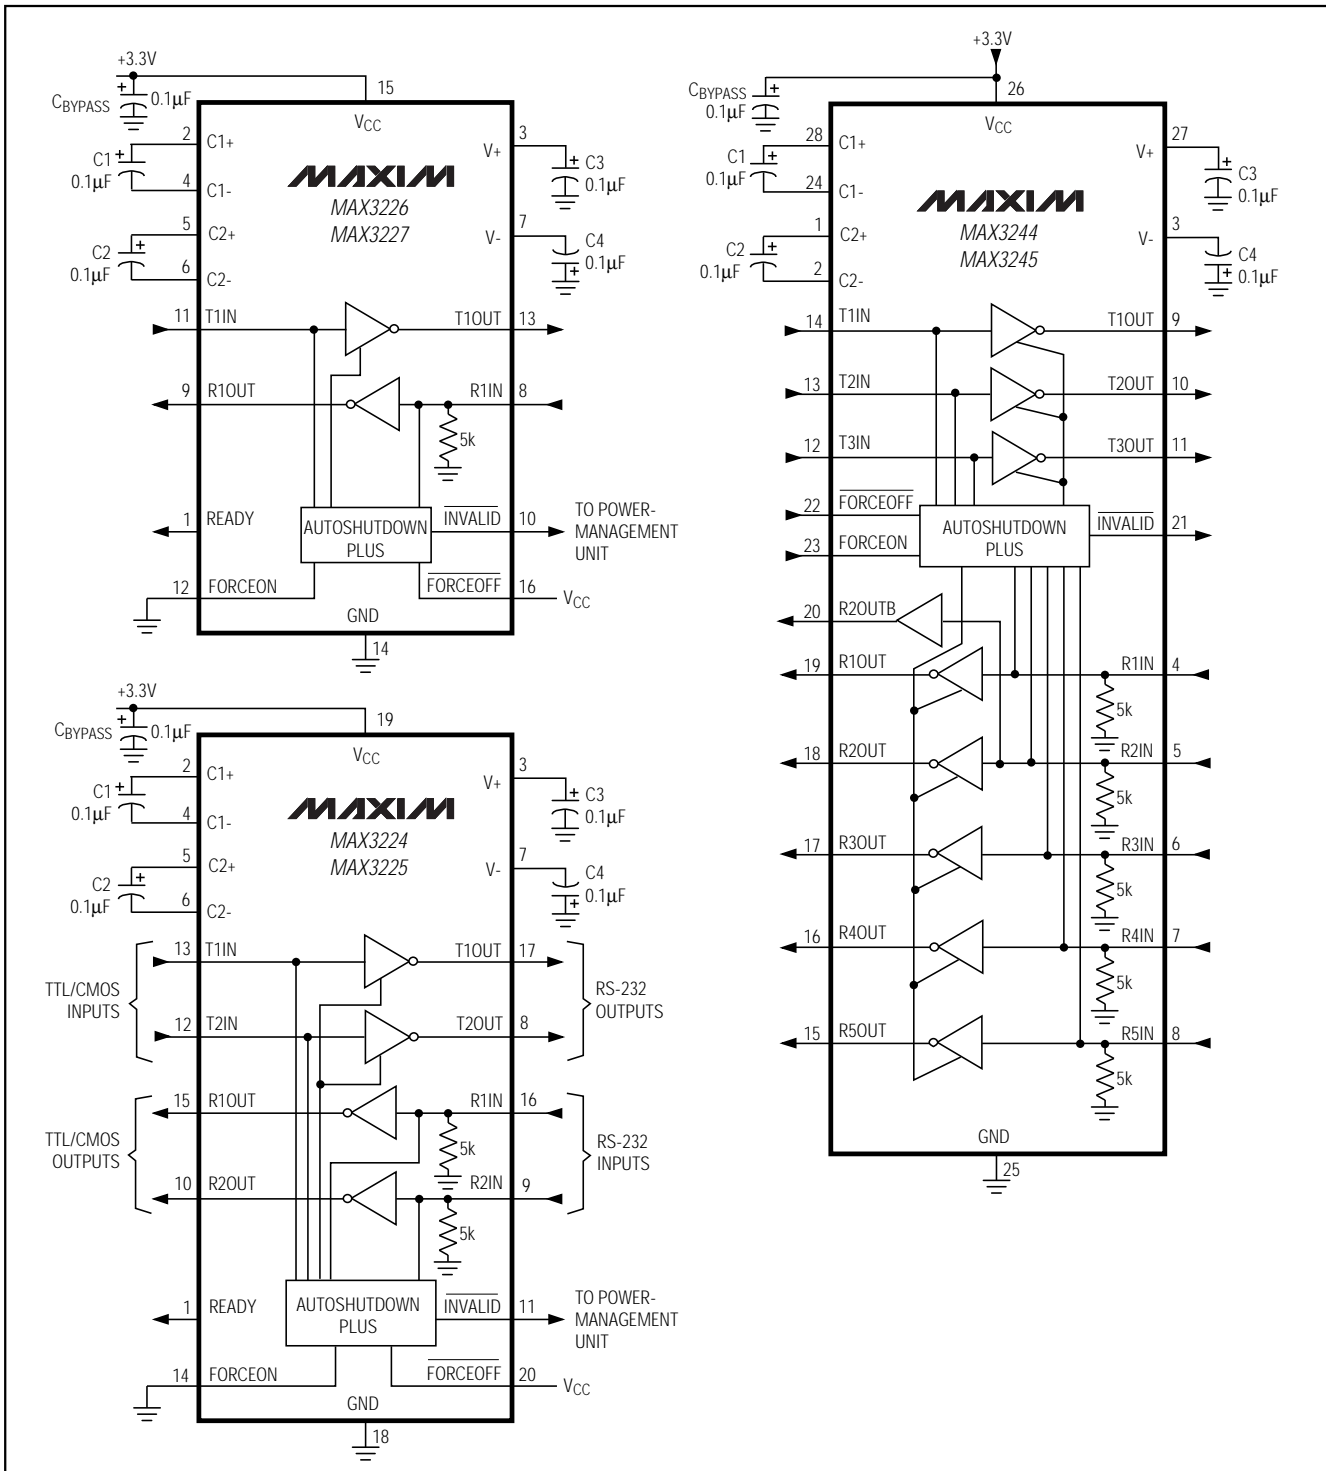 +3.3V
CBYPASS
0.1μF
15
VCC
2
C1+
C1
0.1μF
4
C1-
5
C2+
C2
0.1μF
6
C2-
MAXIM
MAX3226
MAX3227
3
V+
C3
0.1μF
7
V-
C4
0.1μF
11
T1IN
T1OUT
13
9
R1OUT
R1IN
8
5k
1
READY
AUTOSHUTDOWN
PLUS
INVALID
10
TO POWER-
MANAGEMENT
UNIT
12
FORCEON
FORCEOFF
16
VCC
GND
14
+3.3V
CBYPASS
0.1μF
19
VCC
2
C1+
C1
0.1μF
4
C1-
5
C2+
C2
0.1μF
6
C2-
MAXIM
MAX3224
MAX3225
3
V+
C3
0.1μF
7
V-
C4
0.1μF
TTL/CMOS
INPUTS
13
T1IN
T1OUT
17
12
T2IN
T2OUT
8
RS-232
OUTPUTS
TTL/CMOS
OUTPUTS
15
R1OUT
R1IN
16
5k
10
R2OUT
R2IN
9
5k
RS-232
INPUTS
1
READY
AUTOSHUTDOWN
PLUS
INVALID
11
TO POWER-
MANAGEMENT
UNIT
14
FORCEON
FORCEOFF
20
VCC
GND
18
+3.3V
CBYPASS
0.1μF
26
VCC
28
C1+
C1
0.1μF
24
C1-
1
C2+
C2
0.1μF
2
C2-
MAXIM
MAX3244
MAX3245
27
V+
C3
0.1μF
3
V-
C4
0.1μF
14
T1IN
T1OUT
9
13
T2IN
T2OUT
10
12
T3IN
T3OUT
11
22
FORCEOFF
23
FORCEON
AUTOSHUTDOWN
PLUS
INVALID
21
20
R2OUTB
19
R1OUT
R1IN
4
5k
18
R2OUT
R2IN
5
5k
17
R3OUT
R3IN
6
5k
16
R4OUT
R4IN
7
5k
15
R5OUT
R5IN
8
5k
GND
25